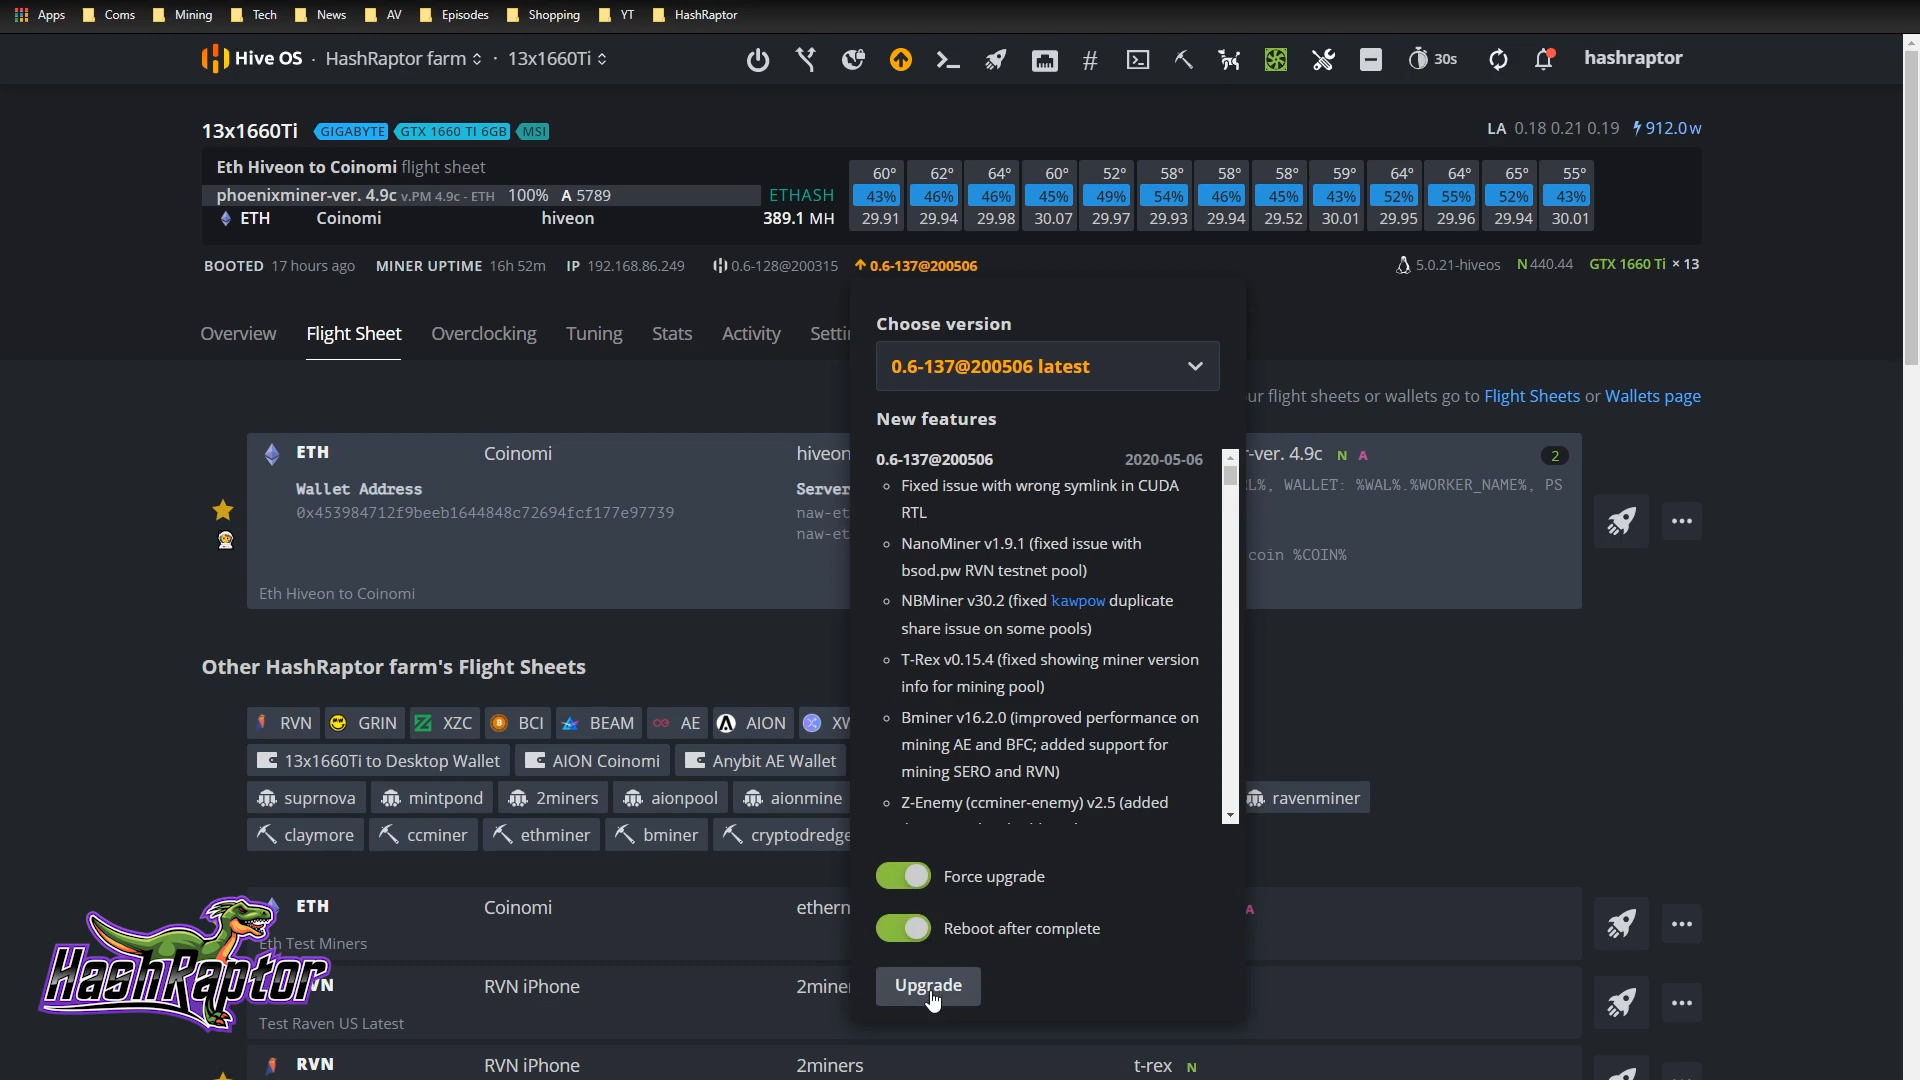 Apps Coms Mining Tech News AV Episodes Shopping YT HashRaptor
Hive OS · HashRaptor farm · 13x1660Ti 30s hashraptor
13x1660Ti GIGABYTE GTX 1660 TI 6GB MSI LA 0.18 0.21 0.19 912.0 w
Eth Hiveon to Coinomi flight sheet 60° 62° 64° 60° 52° 58° 58° 58° 59° 64° 64° 65° 55°
phoenixminer-ver. 4.9c v.PM 4.9c - ETH 100% A 5789 ETHASH 43% 46% 46% 45% 49% 54% 46% 45% 43% 52% 55% 52% 43%
ETH Coinomi hiveon 389.1 MH 29.91 29.94 29.98 30.07 29.97 29.93 29.94 29.52 30.01 29.95 29.96 29.94 30.01
BOOTED 17 hours ago MINER UPTIME 16h 52m IP 192.168.86.249 0.6-128@200315 0.6-137@200506 5.0.21-hiveos N 440.44 GTX 1660 Ti × 13
Overview Flight Sheet Overclocking Tuning Stats Activity Setti
Choose version
0.6-137@200506 latest
ur flight sheets or wallets go to Flight Sheets or Wallets page
New features
0.6-137@200506 2020-05-06
Fixed issue with wrong symlink in CUDA
RTL
NanoMiner v1.9.1 (fixed issue with
bsod.pw RVN testnet pool)
NBMiner v30.2 (fixed kawpow duplicate
share issue on some pools)
T-Rex v0.15.4 (fixed showing miner version
info for mining pool)
Bminer v16.2.0 (improved performance on
mining AE and BFC; added support for
mining SERO and RVN)
Z-Enemy (ccminer-enemy) v2.5 (added
Force upgrade
Reboot after complete
Upgrade
ETH Coinomi hiveon -ver. 4.9c N A 2
Wallet Address Server L%, WALLET: %WAL%.%WORKER_NAME%, PS
0x453984712f9beeb1644848c72694fcf177e97739 naw-et
naw-et
coin %COIN%
Eth Hiveon to Coinomi
Other HashRaptor farm's Flight Sheets
RVN GRIN XZC BCI BEAM AE AION XW
13x1660Ti to Desktop Wallet AION Coinomi Anybit AE Wallet
suprnova mintpond 2miners aionpool aionmine ravenminer
claymore ccminer ethminer bminer cryptodredge
ETH Coinomi ethern A
Eth Test Miners
HashRaptor
VN RVN iPhone 2miner
Test Raven US Latest
RVN RVN iPhone 2miners t-rex N